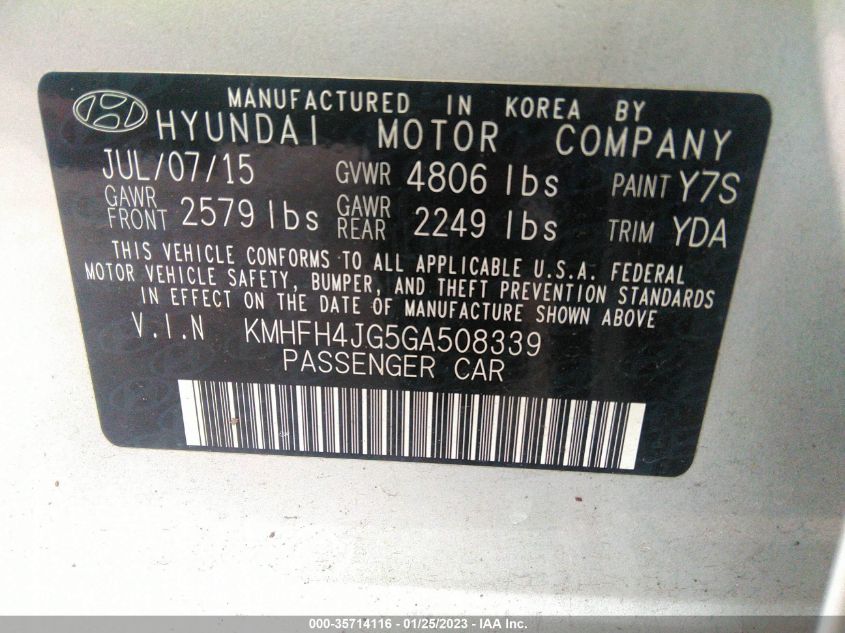 MANUFACTURED IN KOREA BY
HYUNDAI MOTOR COMPANY
JUL/07/15 GVWR 4806 lbs PAINT Y7S
GAWR FRONT 2579 lbs GAWR REAR 2249 lbs TRIM YDA
THIS VEHICLE CONFORMS TO ALL APPLICABLE U.S.A. FEDERAL
MOTOR VEHICLE SAFETY, BUMPER, AND THEFT PREVENTION STANDARDS
IN EFFECT ON THE DATE OF MANUFACTURE SHOWN ABOVE
V.I.N KMHFH4JG5GA508339
PASSENGER CAR
000-35714116 - 01/25/2023 - IAA Inc.